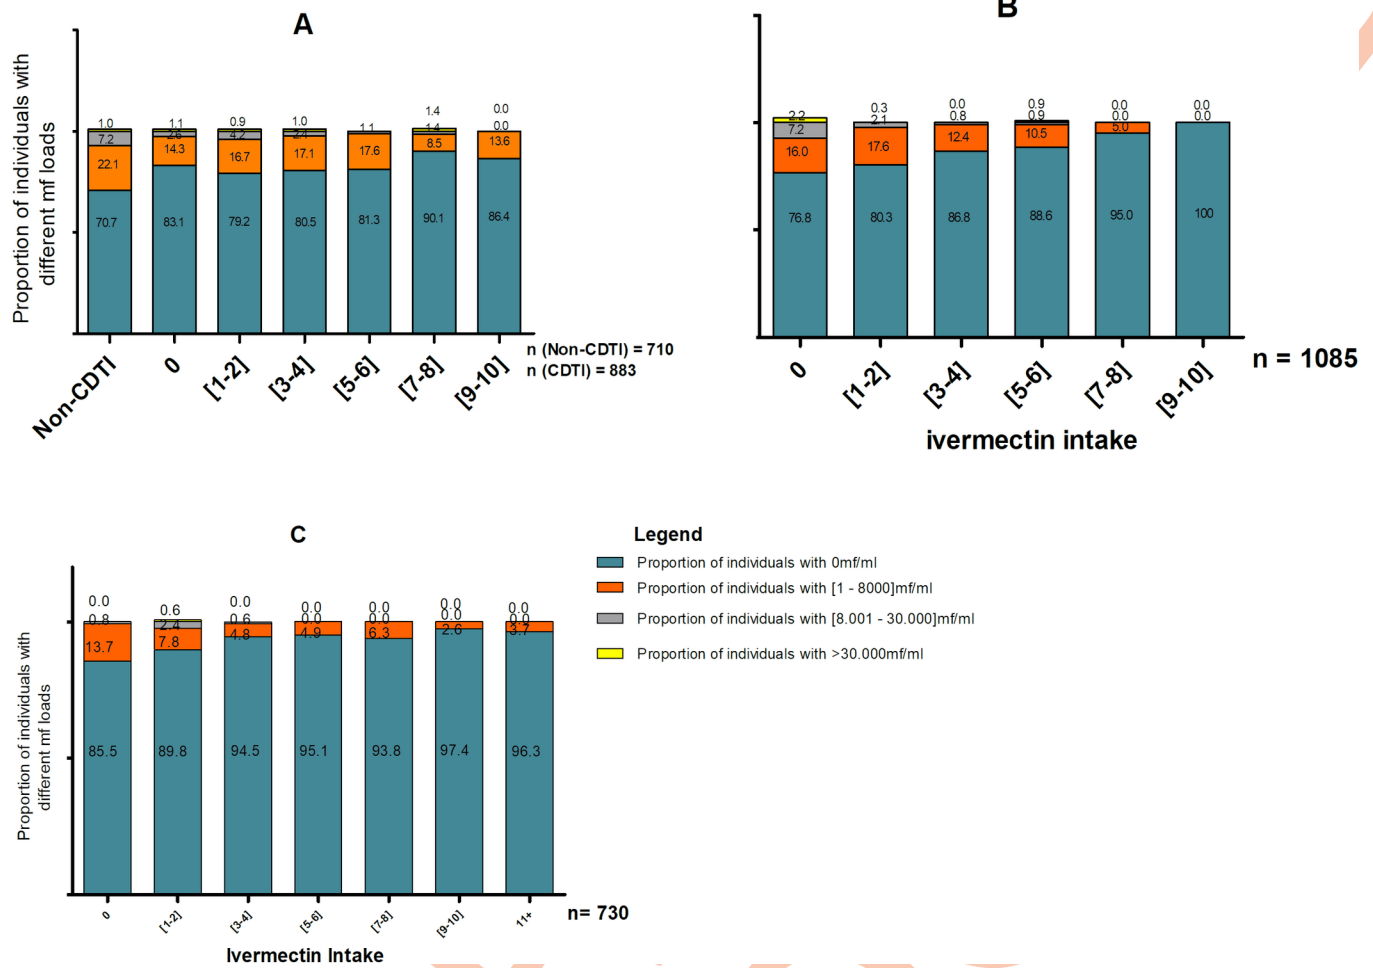 A
Proportion of individuals with
different mf loads
1.0 1.1 0.9 1.0 1.1 1.4 0.0
7.2 2.6 4.2 2.4 1.4 0.0
22.1 14.3 16.7 17.1 17.6 8.5 13.6
70.7 83.1 79.2 80.5 81.3 90.1 86.4
Non-CDTI 0 [1-2] [3-4] [5-6] [7-8] [9-10]
n (Non-CDTI) = 710
n (CDTI) = 883
B
2.2 0.3 0.0 0.9 0.0 0.0
7.2 2.1 0.8 0.9 0.0 0.0
16.0 17.6 12.4 10.5 5.0
76.8 80.3 86.8 88.6 95.0 100
0 [1-2] [3-4] [5-6] [7-8] [9-10]
n = 1085
ivermectin intake
C
Proportion of individuals with
different mf loads
0.0 0.6 0.0 0.0 0.0 0.0 0.0
0.8 2.4 0.6 0.0 0.0 0.0 0.0
13.7 7.8 4.8 4.9 6.3 2.6 3.7
85.5 89.8 94.5 95.1 93.8 97.4 96.3
0 [1-2] [3-4] [5-6] [7-8] [9-10] 11+
n= 730
Ivermectin Intake
Legend
Proportion of individuals with 0mf/ml
Proportion of individuals with [1 - 8000]mf/ml
Proportion of individuals with [8.001 - 30.000]mf/ml
Proportion of individuals with >30.000mf/ml